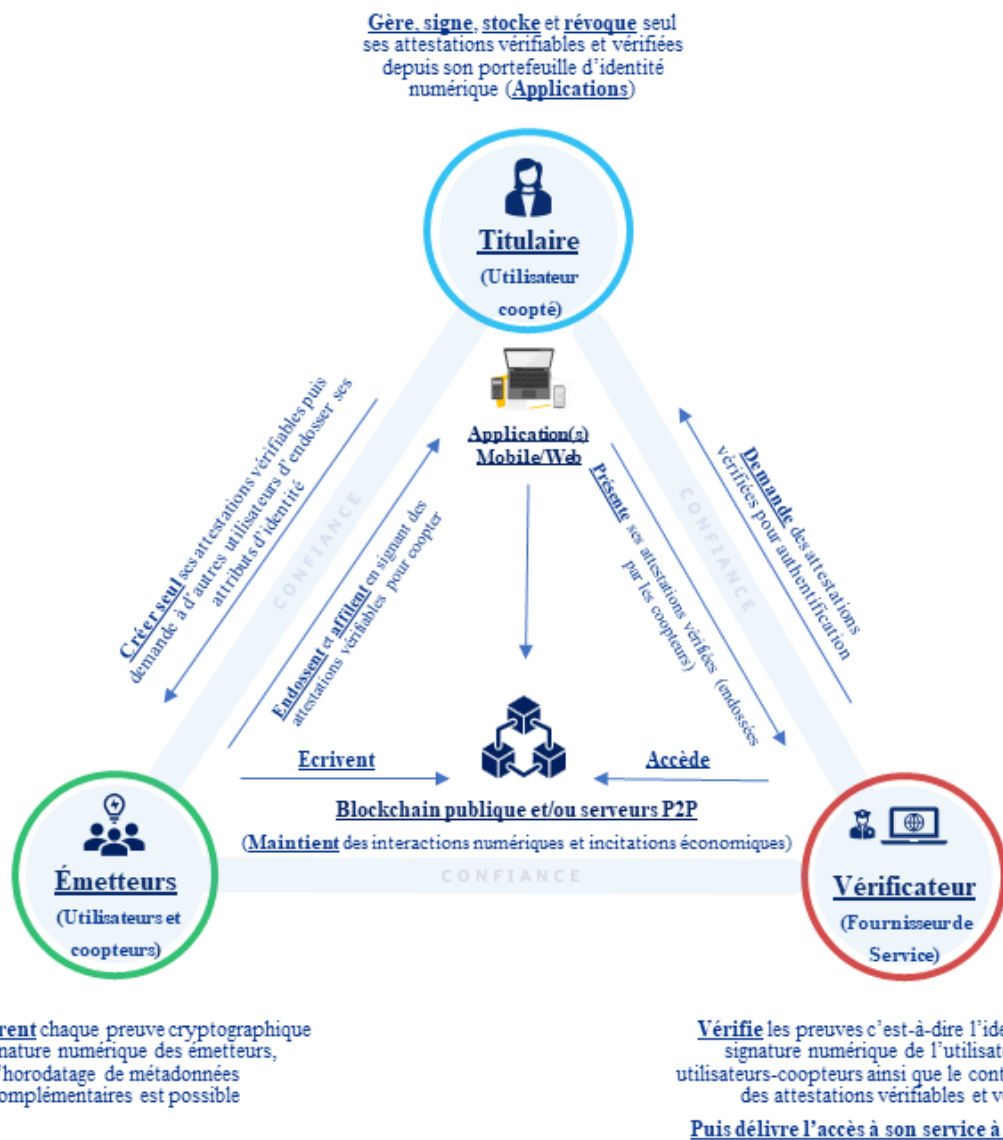 Gère, signe, stocke et révoque seul
ses attestations vérifiables et vérifiées
depuis son portefeuille d'identité
numérique (Applications)
Titulaire
(Utilisateur
coopté)
Application(s)
Mobile/Web
Créer seul ses attestations vérifiables puis
demande à d'autres utilisateurs d'endosser ses
attributs d'identité
CONFIANCE
Endossent et affilent en signant des
attestations vérifiables pour coopter
Présente ses attestations vérifiées (endossées
par les coopteurs)
CONFIANCE
Demande des attestations
vérifiées pour authentification
Ecrivent
Accède
Blockchain publique et/ou serveurs P2P
(Maintient des interactions numériques et incitations économiques)
CONFIANCE
Émetteurs
(Utilisateurs et
coopteurs)
Vérificateur
(Fournisseur de
Service)
rent chaque preuve cryptographique
nature numérique des émetteurs,
'horodatage de métadonnées
omplémentaires est possible
Vérifie les preuves c'est-à-dire l'ide
signature numérique de l'utilisate
utilisateurs-coopteurs ainsi que le cont
des attestations vérifiables et v
Puis délivre l'accès à son service à